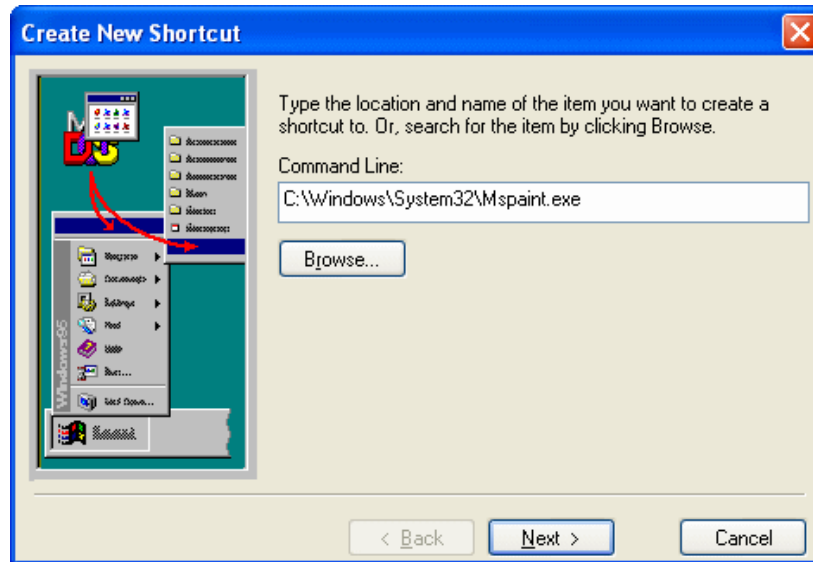 Create New Shortcut
Type the location and name of the item you want to create a
shortcut to. Or, search for the item by clicking Browse.
Command Line:
C:\Windows\System32\Mspaint.exe
Browse...
Windows95
< Back
Next >
Cancel